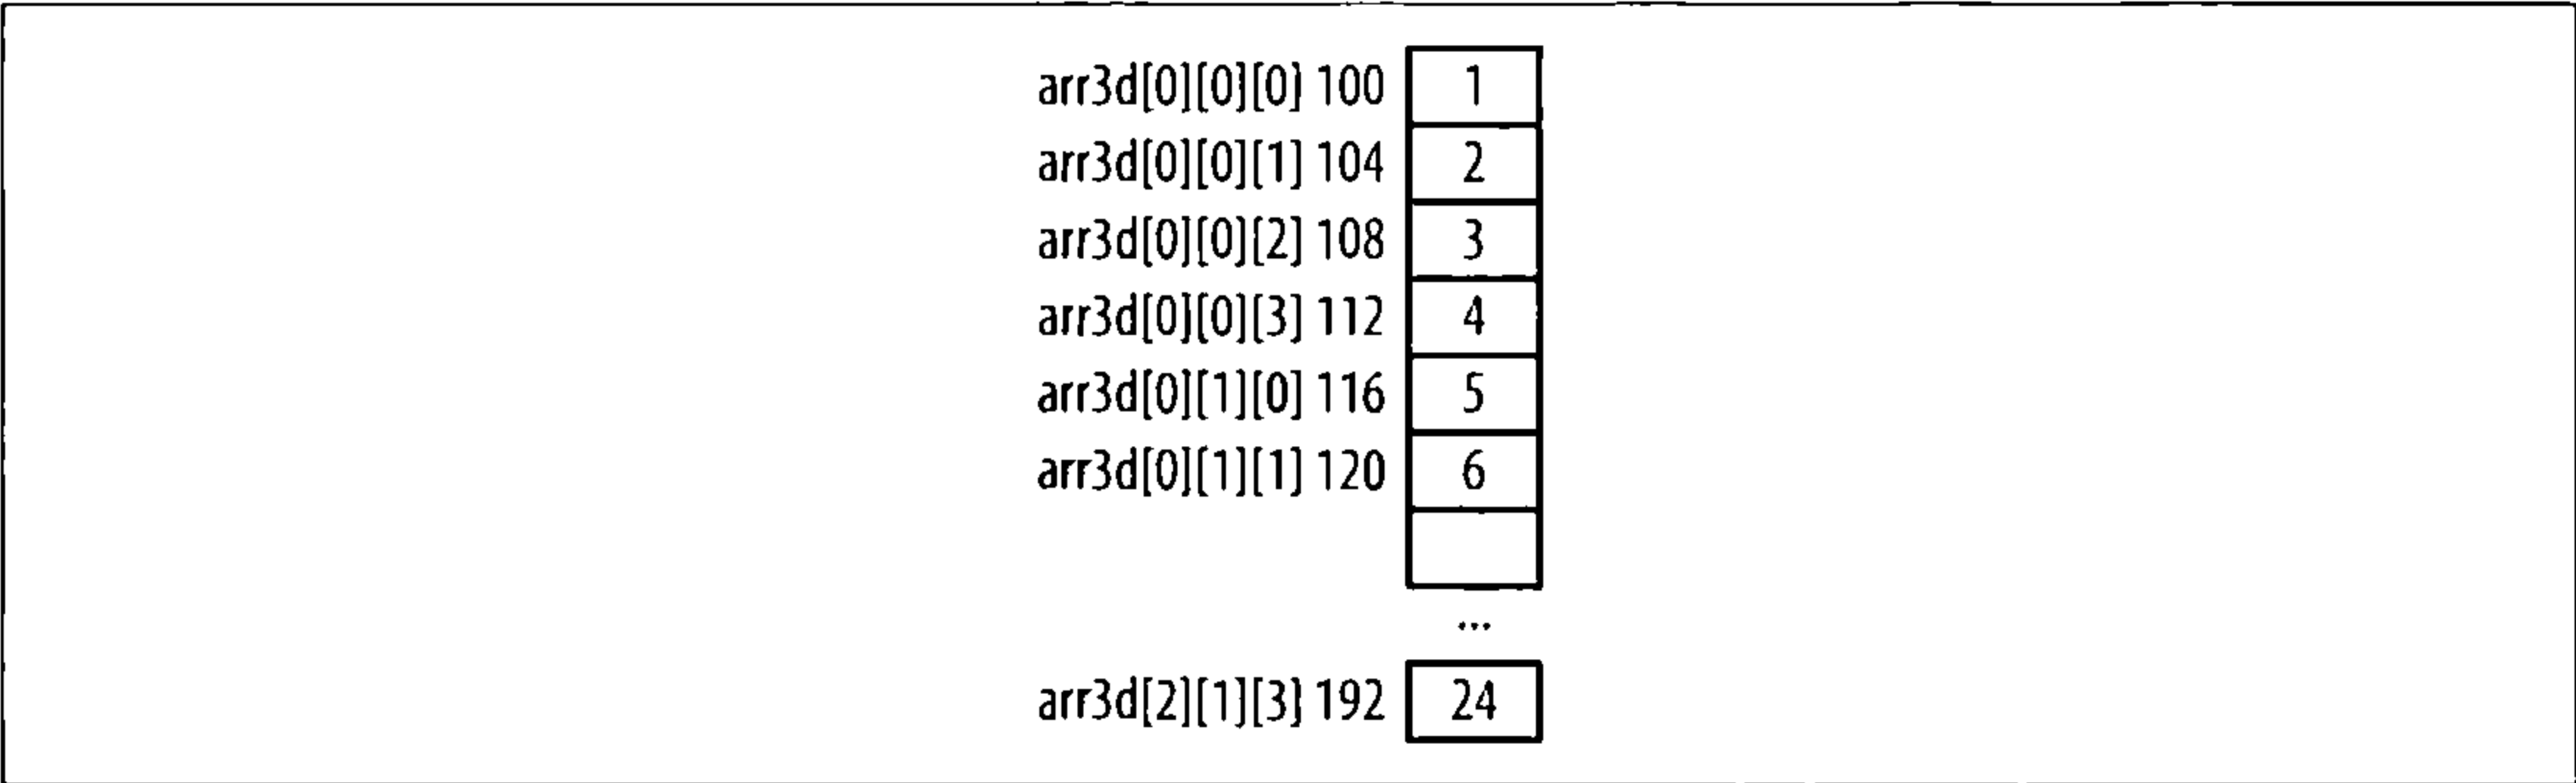 arr3d[0][0][0] 100 1
arr3d[0][0][1] 104 2
arr3d[0][0][2] 108 3
arr3d[0][0][3] 112 4
arr3d[0][1][0] 116 5
arr3d[0][1][1] 120 6
...
arr3d[2][1][3] 192 24